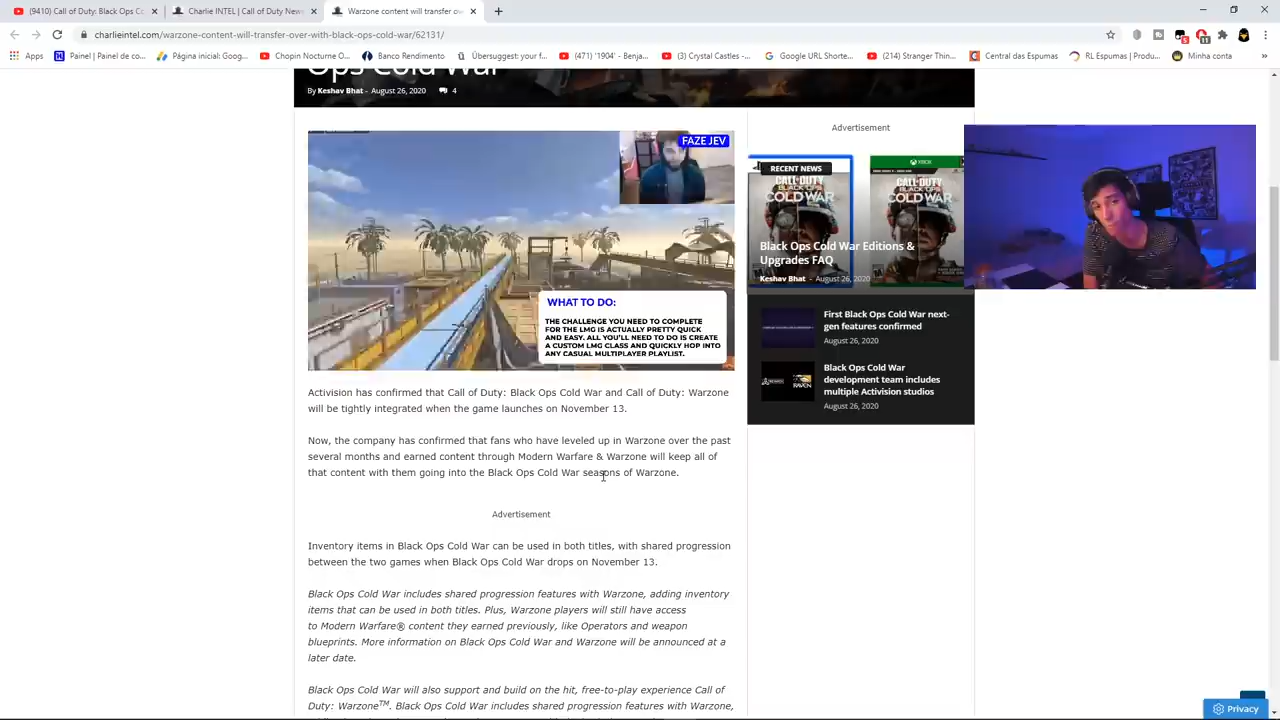 (9410) Call of Duty: Black Ops Co
Charlie INTEL | Call of Duty News
Warzone content will transfer ov
charlieintel.com/warzone-content-will-transfer-over-with-black-ops-cold-war/62131/
Apps
Painel | Painel de co...
Página inicial: Goog...
Chopin Nocturne O...
Banco Rendimento
Übersuggest: your f...
(471) '1904' - Benja...
(3) Crystal Castles -...
Google URL Shorte...
(214) Stranger Thin...
Central das Espumas
RL Espumas | Produ...
Minha conta
»
Ops Cold War
By Keshav Bhat - August 26, 2020 4
FAZE JEV
WHAT TO DO:
THE CHALLENGE YOU NEED TO COMPLETE
FOR THE LMG IS ACTUALLY PRETTY QUICK
AND EASY. ALL YOU'LL NEED TO DO IS CREATE
A CUSTOM LMG CLASS AND QUICKLY HOP INTO
ANY CASUAL MULTIPLAYER PLAYLIST.
Activision has confirmed that Call of Duty: Black Ops Cold War and Call of Duty: Warzone
will be tightly integrated when the game launches on November 13.
Now, the company has confirmed that fans who have leveled up in Warzone over the past
several months and earned content through Modern Warfare & Warzone will keep all of
that content with them going into the Black Ops Cold War seasons of Warzone.
Advertisement
Inventory items in Black Ops Cold War can be used in both titles, with shared progression
between the two games when Black Ops Cold War drops on November 13.
Black Ops Cold War includes shared progression features with Warzone, adding inventory
items that can be used in both titles. Plus, Warzone players will still have access
to Modern Warfare® content they earned previously, like Operators and weapon
blueprints. More information on Black Ops Cold War and Warzone will be announced at a
later date.
Black Ops Cold War will also support and build on the hit, free-to-play experience Call of
Duty: Warzone™. Black Ops Cold War includes shared progression features with Warzone,
Advertisement
RECENT NEWS
XBOX
CALL OF DUTY
BLACK OPS
COLD WAR
CALL OF DUTY
BLACK OPS
COLD WAR
Black Ops Cold War Editions &
Upgrades FAQ
Keshav Bhat - August 26, 2020
First Black Ops Cold War next-
gen features confirmed
August 26, 2020
RAVEN
Black Ops Cold War
development team includes
multiple Activision studios
August 26, 2020
Privacy